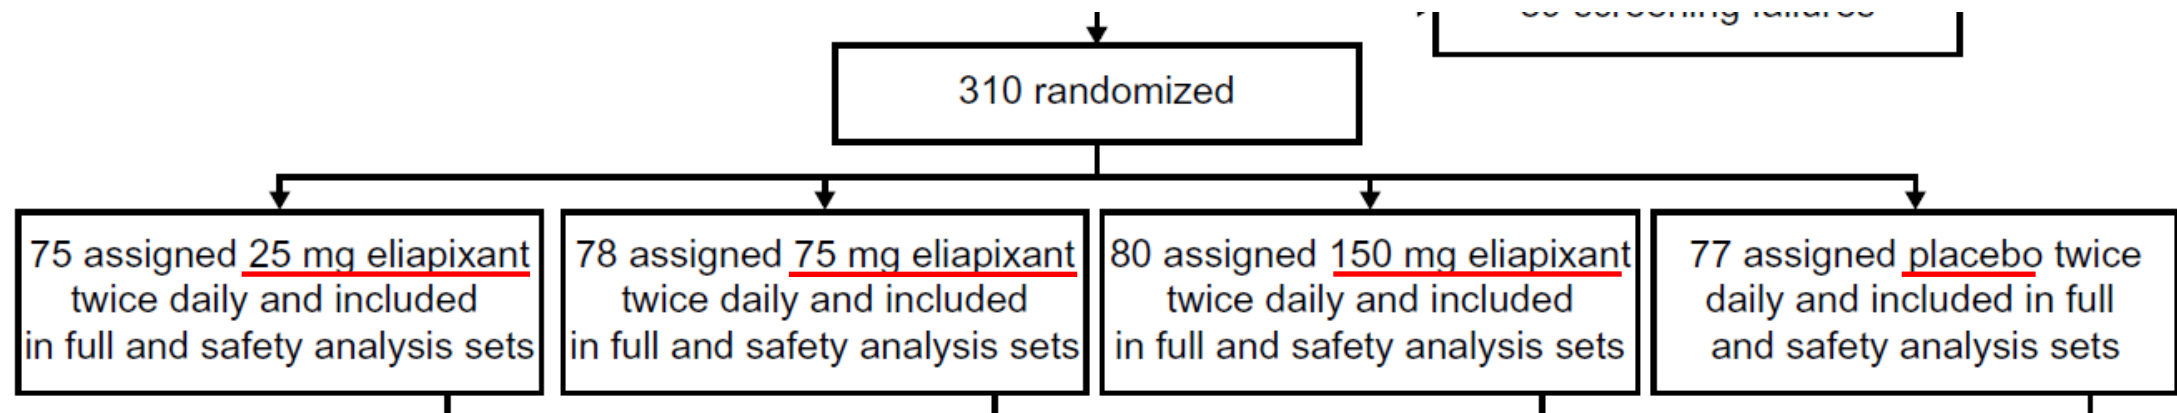 screening failures
310 randomized
75 assigned 25 mg eliapixant
twice daily and included
in full and safety analysis sets
78 assigned 75 mg eliapixant
twice daily and included
in full and safety analysis sets
80 assigned 150 mg eliapixant
twice daily and included
in full and safety analysis sets
77 assigned placebo twice
daily and included in full
and safety analysis sets